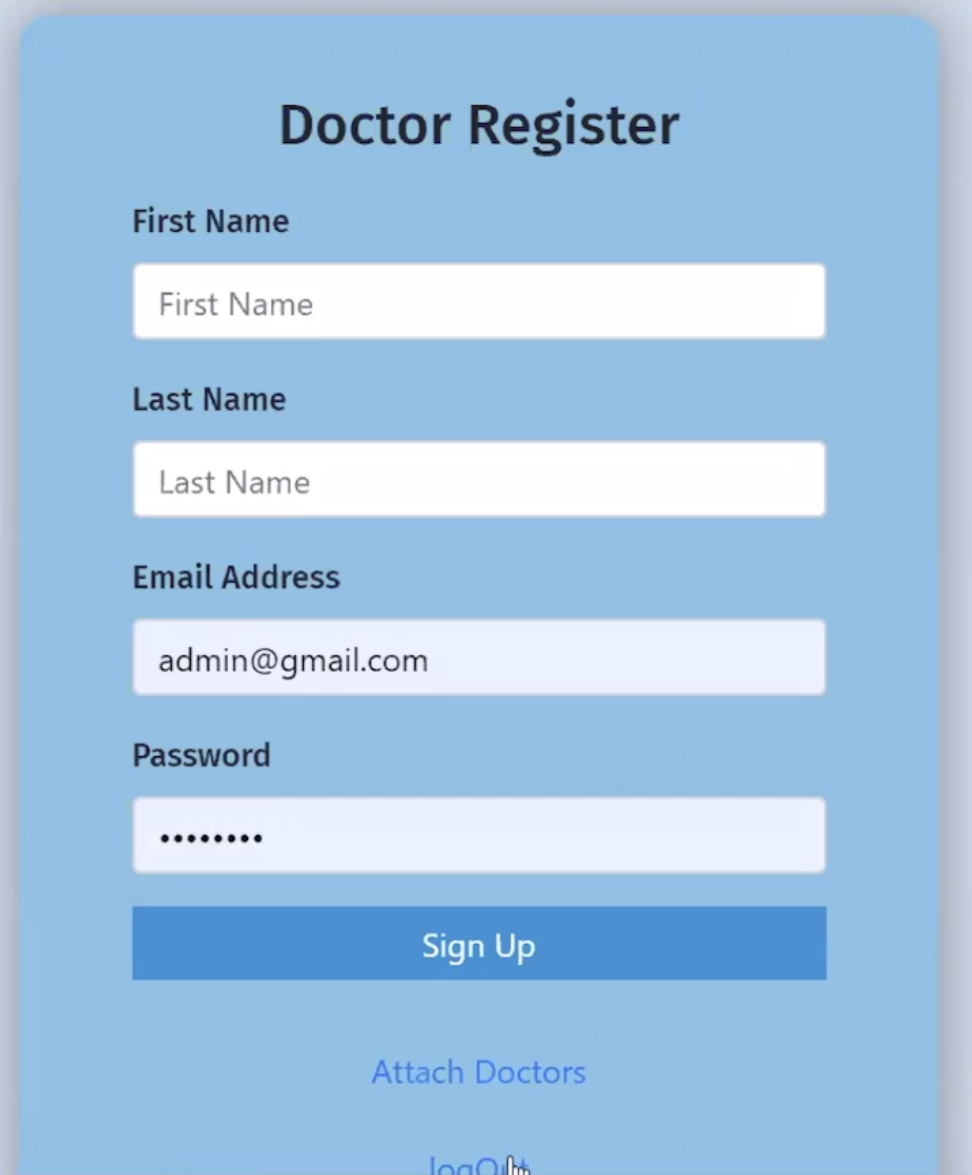 Doctor Register
First Name
First Name
Last Name
Last Name
Email Address
admin@gmail.com
Password
••••••••
Sign Up
Attach Doctors
logOut